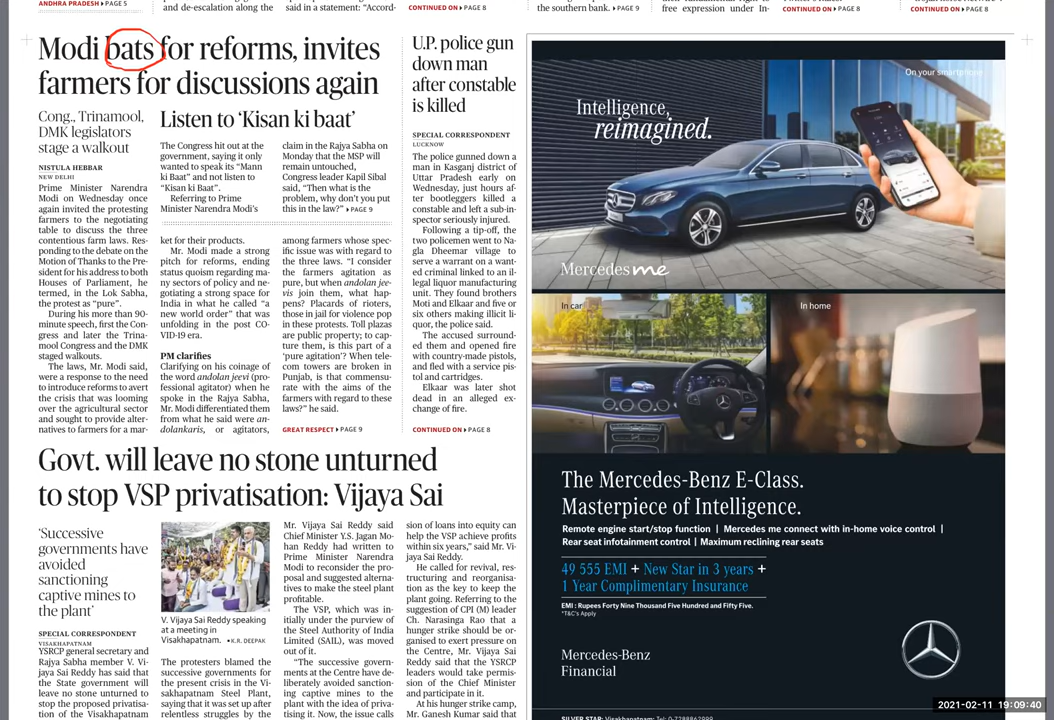 ANDHRA PRADESH ▸ PAGE 5
and de-escalation along the
said in a statement: “Accord-
CONTINUED ON ▸ PAGE 8
the southern bank. ▸ PAGE 9
free expression under In-
CONTINUED ON ▸ PAGE 8
CONTINUED ON ▸ PAGE 8
Modi bats for reforms, invites
farmers for discussions again
Cong., Trinamool,
DMK legislators
stage a walkout
NISTULA HEBBAR
NEW DELHI
Prime Minister Narendra
Modi on Wednesday once
again invited the protesting
farmers to the negotiating
table to discuss the three
contentious farm laws. Res-
ponding to the debate on the
Motion of Thanks to the Pre-
sident for his address to both
Houses of Parliament, he
termed, in the Lok Sabha,
the protest as “pure”.
During his more than 90-
minute speech, first the Con-
gress and later the Trina-
mool Congress and the DMK
staged walkouts.
The laws, Mr. Modi said,
were a response to the need
to introduce reforms to avert
the crisis that was looming
over the agricultural sector
and sought to provide alter-
natives to farmers for a mar-
Listen to ‘Kisan ki baat’
The Congress hit out at the
government, saying it only
wanted to speak its “Mann
ki Baat” and not listen to
“Kisan ki Baat”.
Referring to Prime
Minister Narendra Modi’s
claim in the Rajya Sabha on
Monday that the MSP will
remain untouched,
Congress leader Kapil Sibal
said, “Then what is the
problem, why don’t you put
this in the law?” ▸ PAGE 9
ket for their products.
Mr. Modi made a strong
pitch for reforms, ending
status quoism regarding ma-
ny sectors of policy and ne-
gotiating a strong space for
India in what he called “a
new world order” that was
unfolding in the post CO-
VID-19 era.
PM clarifies
Clarifying on his coinage of
the word andolan jeevi (pro-
fessional agitator) when he
spoke in the Rajya Sabha,
Mr. Modi differentiated them
from what he said were an-
dolankaris, or agitators,
among farmers whose spec-
ific issue was with regard to
the three laws. “I consider
the farmers agitation as
pure, but when andolan jee-
vis join them, what hap-
pens? Placards of rioters,
those in jail for violence pop
in these protests. Toll plazas
are public property; to cap-
ture them, is this part of a
‘pure agitation’? When tele-
com towers are broken in
Punjab, is that commensu-
rate with the aims of the
farmers with regard to these
laws?” he said.
GREAT RESPECT ▸ PAGE 9
U.P. police gun
down man
after constable
is killed
SPECIAL CORRESPONDENT
LUCKNOW
The police gunned down a
man in Kasganj district of
Uttar Pradesh early on
Wednesday, just hours af-
ter bootleggers killed a
constable and left a sub-in-
spector seriously injured.
Following a tip-off, the
two policemen went to Na-
gla Dheemar village to
serve a warrant on a want-
ed criminal linked to an il-
legal liquor manufacturing
unit. They found brothers
Moti and Elkaar and five or
six others making illicit li-
quor, the police said.
The accused surround-
ed them and opened fire
with country-made pistols,
and fled with a service pis-
tol and cartridges.
Elkaar was later shot
dead in an alleged ex-
change of fire.
CONTINUED ON ▸ PAGE 8
Govt. will leave no stone unturned
to stop VSP privatisation: Vijaya Sai
‘Successive
governments have
avoided
sanctioning
captive mines to
the plant’
SPECIAL CORRESPONDENT
VISAKHAPATNAM
YSRCP general secretary and
Rajya Sabha member V. Vi-
jaya Sai Reddy has said that
the State government will
leave no stone unturned to
stop the proposed privatisa-
tion of the Visakhapatnam
V. Vijaya Sai Reddy speaking
at a meeting in
Visakhapatnam. • K.R. DEEPAK
The protesters blamed the
successive governments for
the present crisis in the Vi-
sakhapatnam Steel Plant,
saying that it was set up after
relentless struggles by the
Mr. Vijaya Sai Reddy said
Chief Minister Y.S. Jagan Mo-
han Reddy had written to
Prime Minister Narendra
Modi to reconsider the pro-
posal and suggested alterna-
tives to make the steel plant
profitable.
The VSP, which was in-
itially under the purview of
the Steel Authority of India
Limited (SAIL), was moved
out of it.
“The successive govern-
ments at the Centre have de-
liberately avoided sanction-
ing captive mines to the
plant with the idea of priva-
tising it. Now, the issue calls
sion of loans into equity can
help the VSP achieve profits
within six years,” said Mr. Vi-
jaya Sai Reddy.
He called for revival, res-
tructuring and reorganisa-
tion as the key to keep the
plant going. Referring to the
suggestion of CPI (M) leader
Ch. Narasinga Rao that a
hunger strike should be or-
ganised to exert pressure on
the Centre, Mr. Vijaya Sai
Reddy said the YSRCP
leaders would take permis-
sion of the Chief Minister
and participate in it.
At his hunger strike camp,
Mr. Ganesh Kumar said that
On your smartphone
Intelligence,
reimagined.
Mercedes me
In car
In home
The Mercedes-Benz E-Class.
Masterpiece of Intelligence.
Remote engine start/stop function | Mercedes me connect with in-home voice control |
Rear seat infotainment control | Maximum reclining rear seats
49 555 EMI + New Star in 3 years +
1 Year Complimentary Insurance
EMI : Rupees Forty Nine Thousand Five Hundred and Fifty Five.
*T&C's Apply
Mercedes-Benz
Financial
SILVER STAR: Visakhapatnam: Tel: 0-7288862999
2021-02-11 19:09:40